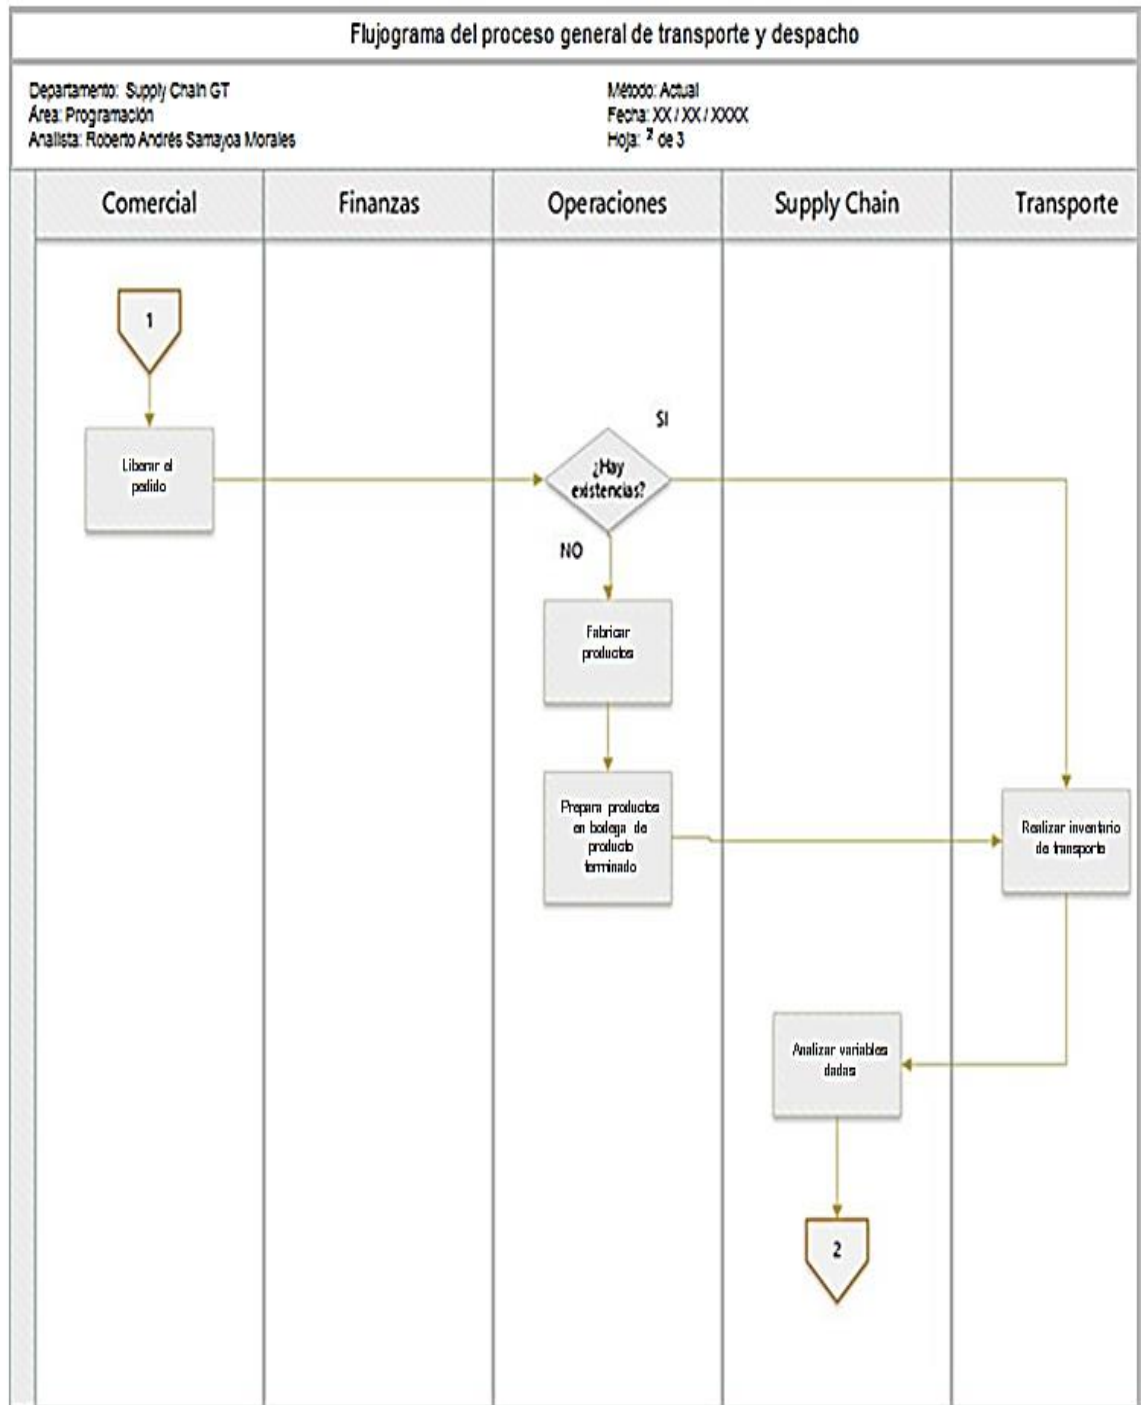 Flujograma del proceso general de transporte y despacho
Departamento: Supply Chain GT
Área: Programación
Analista: Roberto Andrés Samayoa Morales
Método: Actual
Fecha: XX / XX / XXXX
Hoja: 2 de 3
Comercial
Finanzas
Operaciones
Supply Chain
Transporte
1
Liberar el
pedido
¿Hay
existencias?
SI
NO
Fabricar
productos
Prepara productos
en bodega de
producto
terminado
Realizar inventario
de transporte
Analizar variables
dadas
2